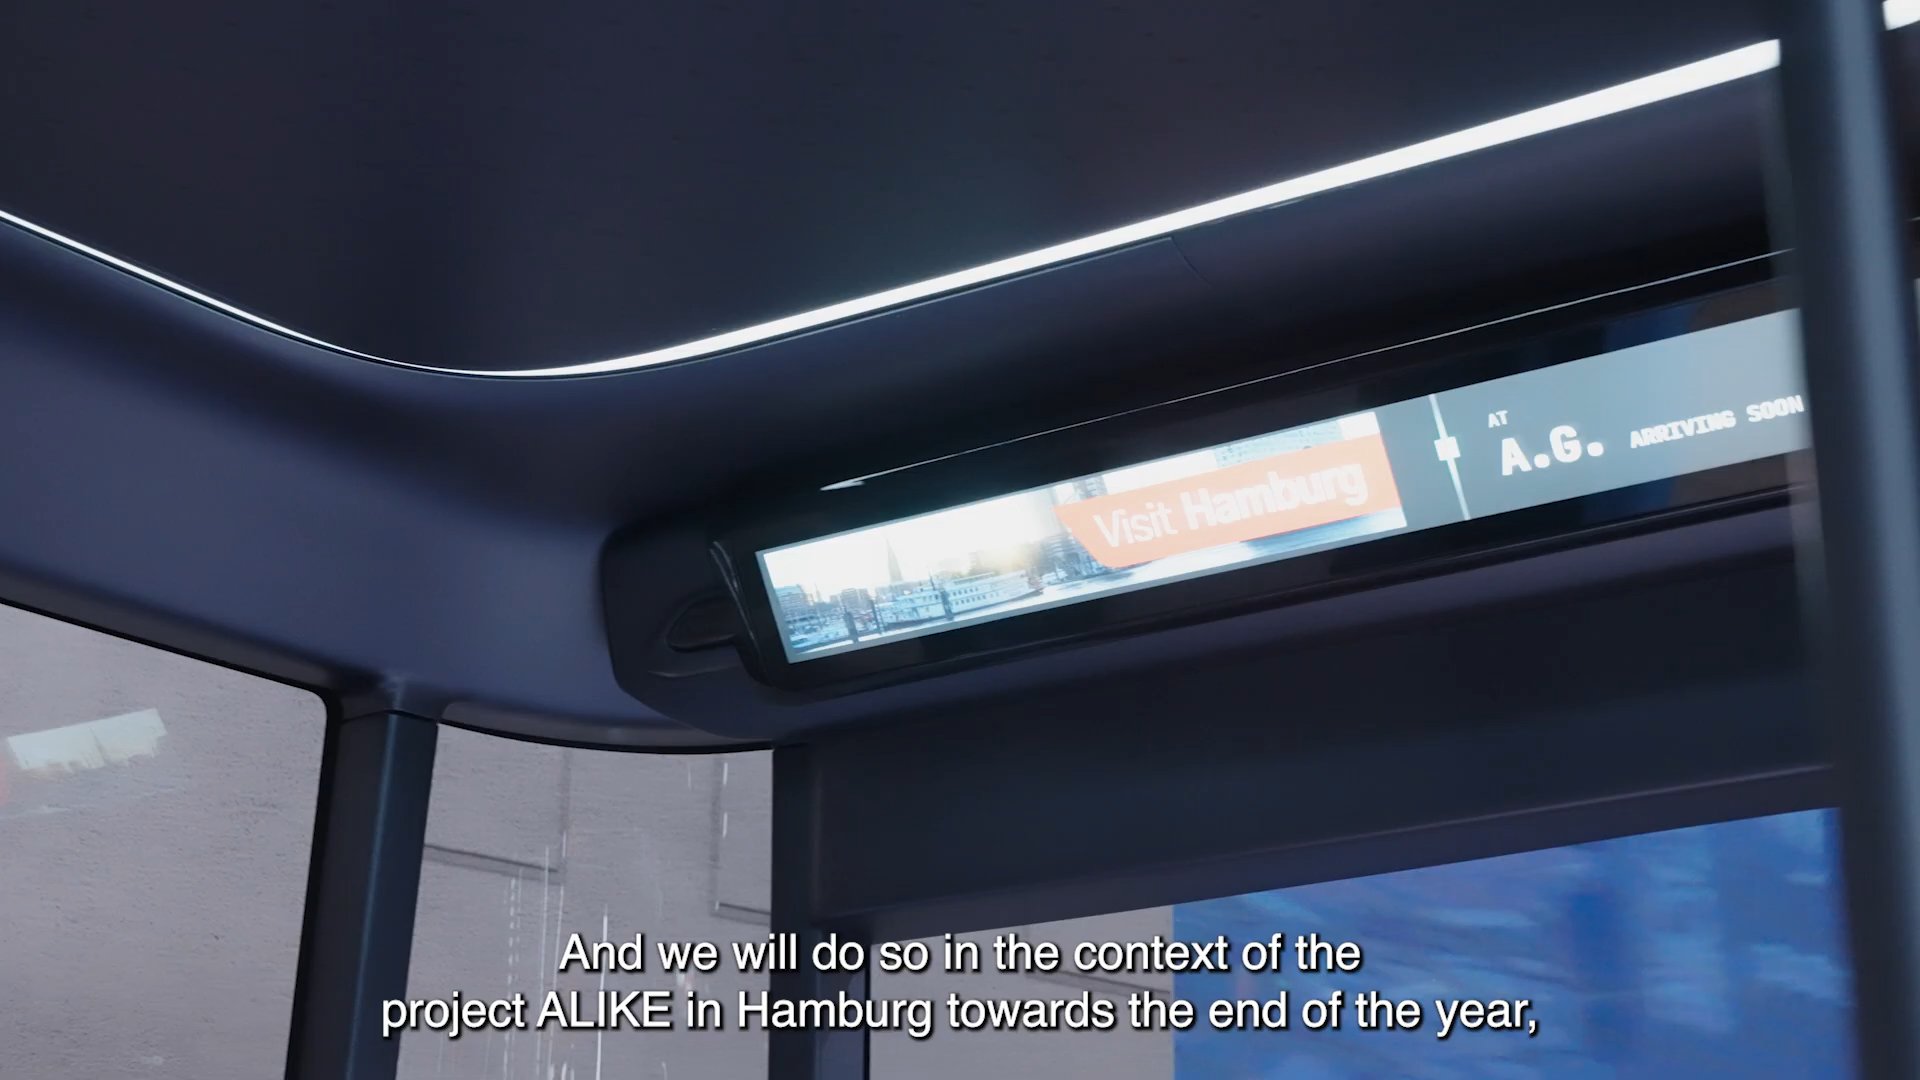 Visit Hamburg
AT
A.G. ARRIVING SOON
And we will do so in the context of the
project ALIKE in Hamburg towards the end of the year,